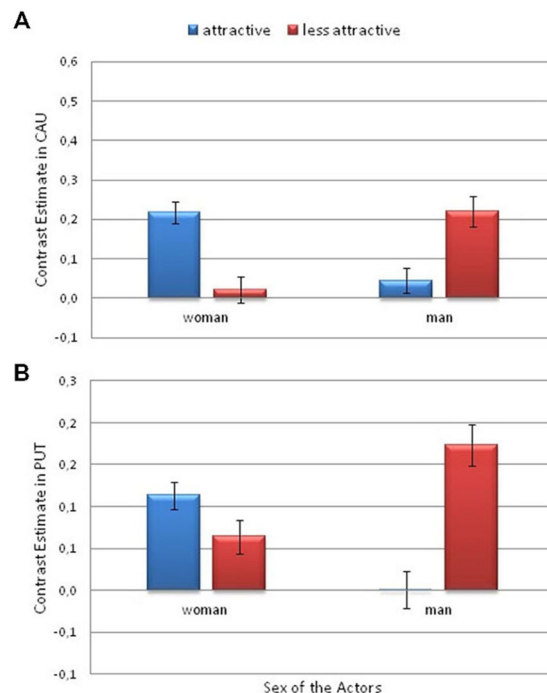 A
attractive less attractive
Contrast Estimate in CAU
0,6
0,5
0,4
0,3
0,2
0,1
0,0
-0,1
woman man
B
Contrast Estimate in PUT
0,3
0,2
0,2
0,1
0,1
0,0
-0,1
-0,1
woman man
Sex of the Actors